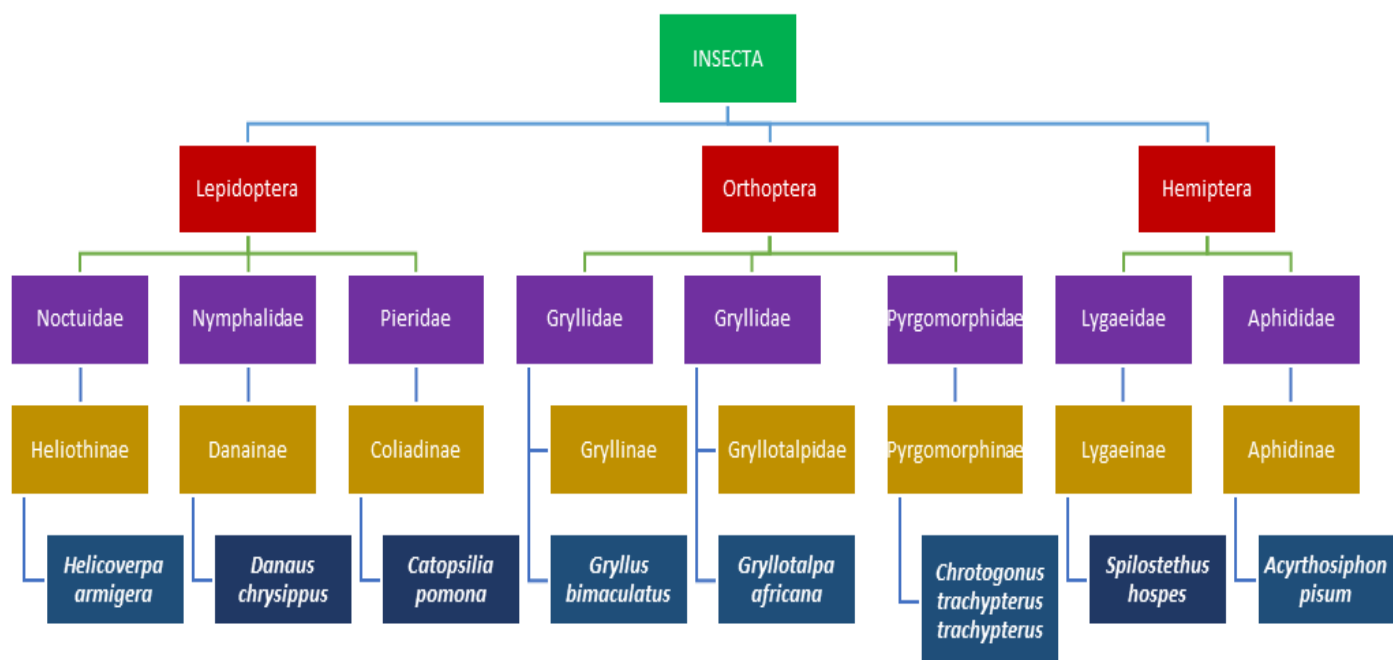 INSECTA
Lepidoptera
Orthoptera
Hemiptera
Noctuidae
Nymphalidae
Pieridae
Gryllidae
Gryllidae
Pyrgomorphidae
Lygaeidae
Aphididae
Heliothinae
Danainae
Coliadinae
Gryllinae
Gryllotalpidae
Pyrgomorphinae
Lygaeinae
Aphidinae
Helicoverpa
armigera
Danaus
chrysippus
Catopsilia
pomona
Gryllus
bimaculatus
Gryllotalpa
africana
Chrotogonus
trachypterus
trachypterus
Spilostethus
hospes
Acyrthosiphon
pisum